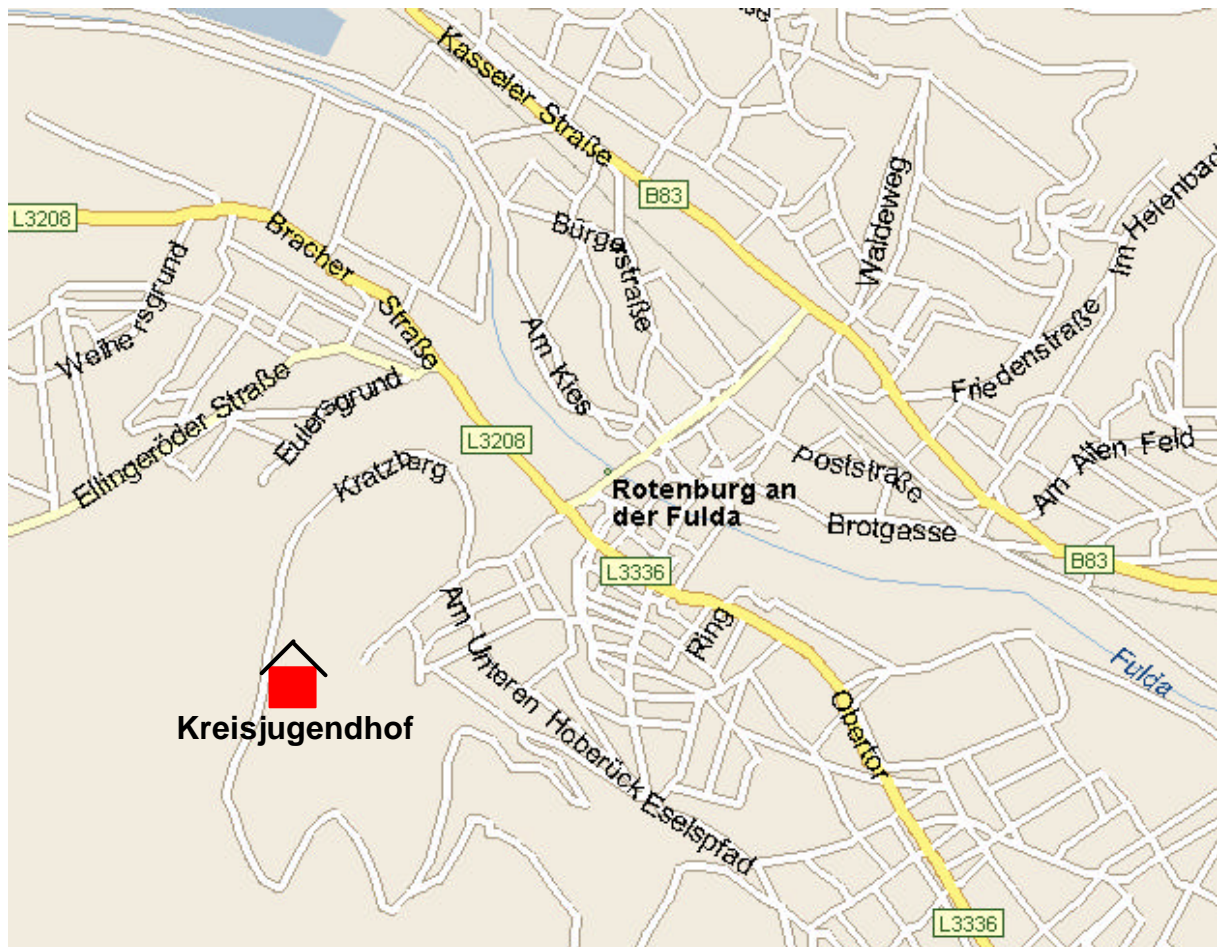 Kasseler Straße
B83
Waldeweg
Im Heienbach
L3208
Bracher
Straße
Bürgerstraße
Weihersgrund
Am Kies
Friedenstraße
Ellingeröder Straße
Eulersgrund
L3208
Kratzberg
Poststraße
Am Alten Feld
Rotenburg an
der Fulda
Brotgasse
L3336
B83
Am Unteren Hoberück
Ring
Fulda
Kreisjugendhof
Obertor
Eselspfad
L3336